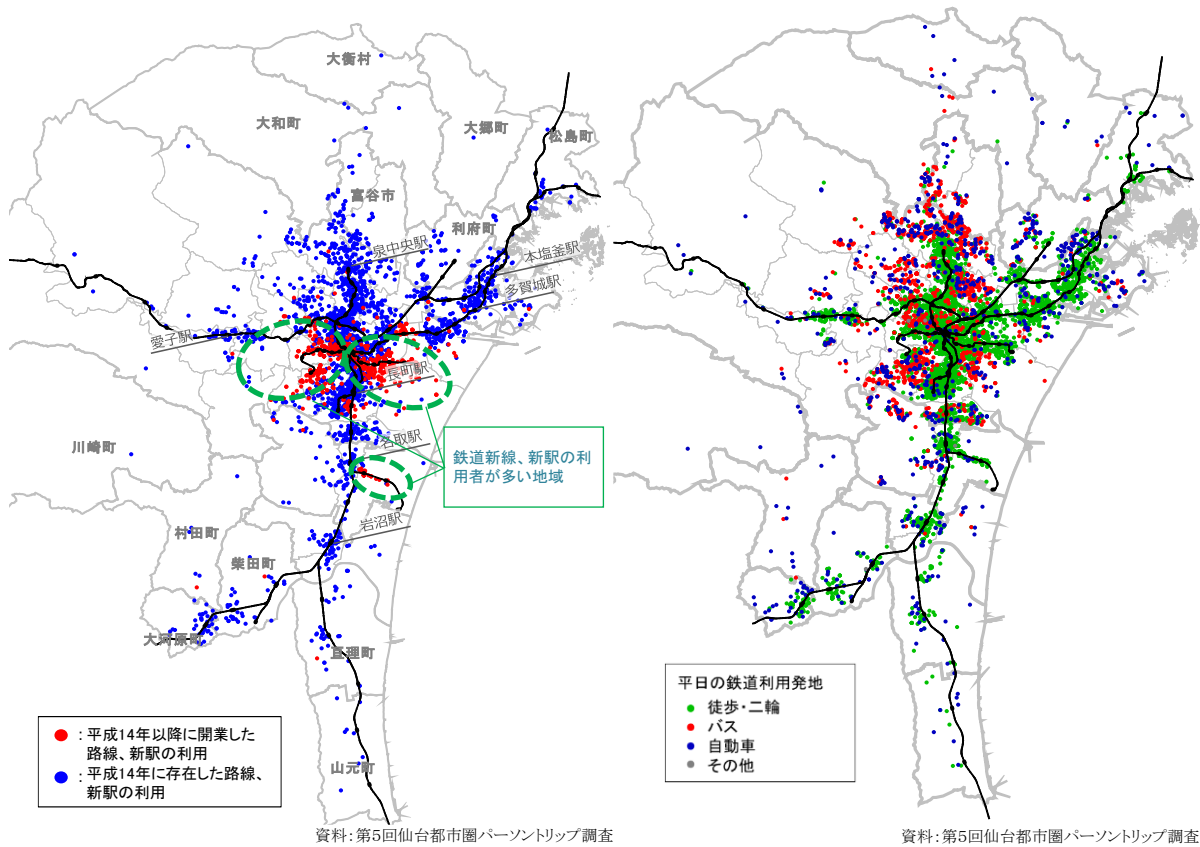 大衡村
大和町
大郷町
松島町
富谷市
利府町
泉中央駅
本塩釜駅
多賀城駅
愛子駅
長町駅
名取駅
川崎町
鉄道新線、新駅の利
用者が多い地域
岩沼駅
村田町
柴田町
大河原町
亘理町
山元町
:平成14年以降に開業した
路線、新駅の利用
:平成14年に存在した路線、
新駅の利用
資料:第5回仙台都市圏パーソントリップ調査
平日の鉄道利用発地
徒歩・二輪
バス
自動車
その他
資料:第5回仙台都市圏パーソントリップ調査